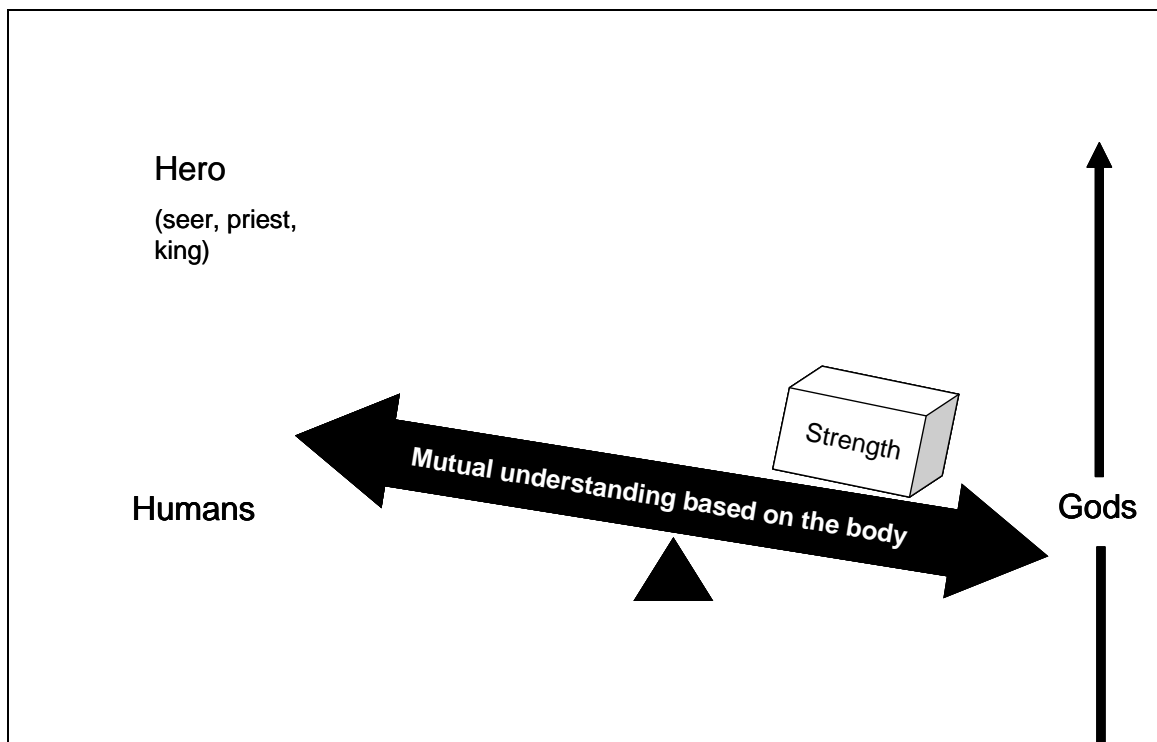 Hero
(seer, priest,
king)
Strength
Mutual understanding based on the body
Humans
Gods